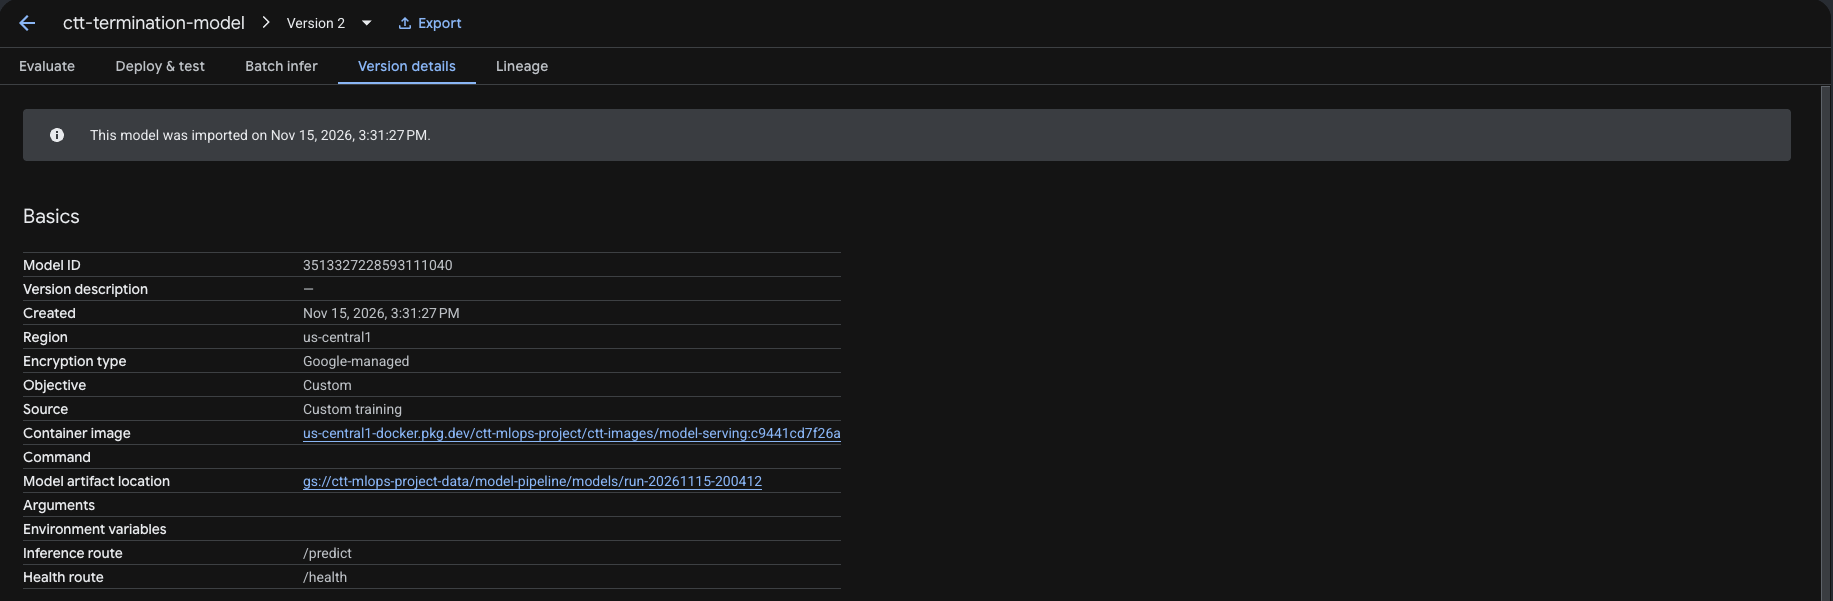 ctt-termination-model > Version 2 Export
Evaluate Deploy & test Batch infer Version details Lineage
This model was imported on Nov 15, 2026, 3:31:27 PM.
Basics
Model ID 3513327228593111040
Version description —
Created Nov 15, 2026, 3:31:27 PM
Region us-central1
Encryption type Google-managed
Objective Custom
Source Custom training
Container image us-central1-docker.pkg.dev/ctt-mlops-project/ctt-images/model-serving:c9441cd7f26a
Command
Model artifact location gs://ctt-mlops-project-data/model-pipeline/models/run-20261115-200412
Arguments
Environment variables
Inference route /predict
Health route /health